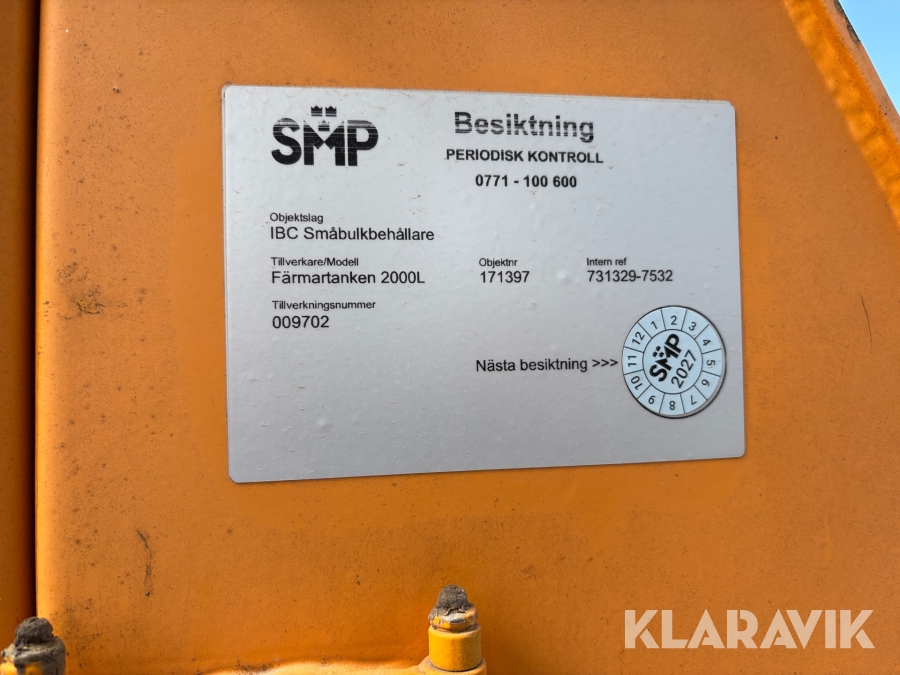 SMP
Besiktning
PERIODISK KONTROLL
0771 - 100 600
Objektslag
IBC Småbulkbehållare
Tillverkare/Modell
Färmartanken 2000L
Objektnr
171397
Intern ref
731329-7532
Tillverkningsnummer
009702
Nästa besiktning >>>
1 2 3 4 5 6 7 8 9 10 11 12
SMP
2027
KLARAVIK